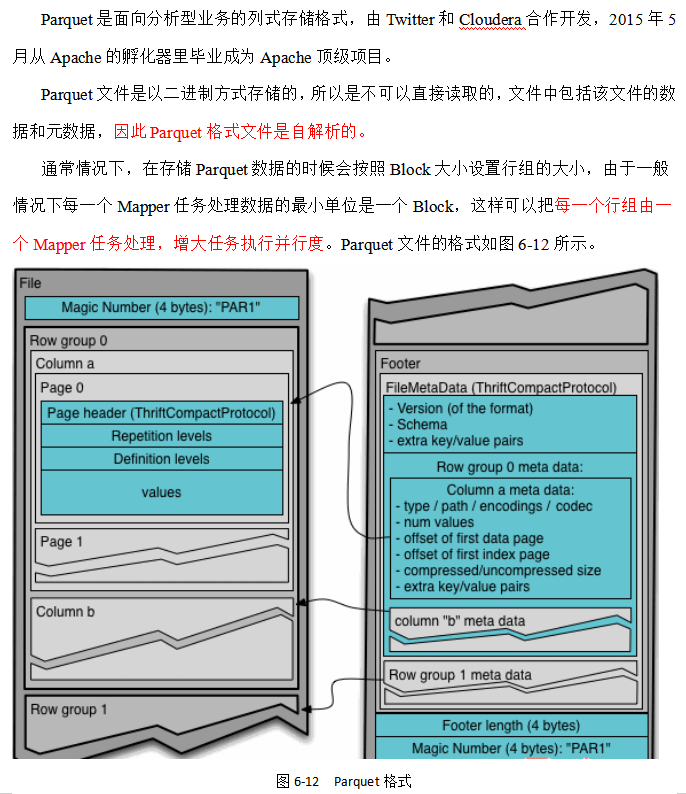 Parquet 是面向分析型业务的列式存储格式，由 Twitter 和 Cloudera 合作开发，2015 年 5
月从 Apache 的孵化器里毕业成为 Apache 顶级项目。
Parquet 文件是以二进制方式存储的，所以是不可以直接读取的，文件中包括该文件的数
据和元数据，因此 Parquet 格式文件是自解析的。
通常情况下，在存储 Parquet 数据的时候会按照 Block 大小设置行组的大小，由于一般
情况下每一个 Mapper 任务处理数据的最小单位是一个 Block，这样可以把每一个行组由一
个 Mapper 任务处理，增大任务执行并行度。Parquet 文件的格式如图 6-12 所示。
File
Magic Number (4 bytes): "PAR1"
Row group 0
Column a
Page 0
Page header (ThriftCompactProtocol)
Repetition levels
Definition levels
values
Page 1
Column b
Row group 1
Footer
FileMetaData (ThriftCompactProtocol)
- Version (of the format)
- Schema
- extra key/value pairs
Row group 0 meta data:
Column a meta data:
- type / path / encodings / codec
- num values
- offset of first data page
- offset of first index page
- compressed/uncompressed size
- extra key/value pairs
column "b" meta data
Row group 1 meta data
Footer length (4 bytes)
Magic Number (4 bytes): "PAR1"
图 6-12 Parquet 格式